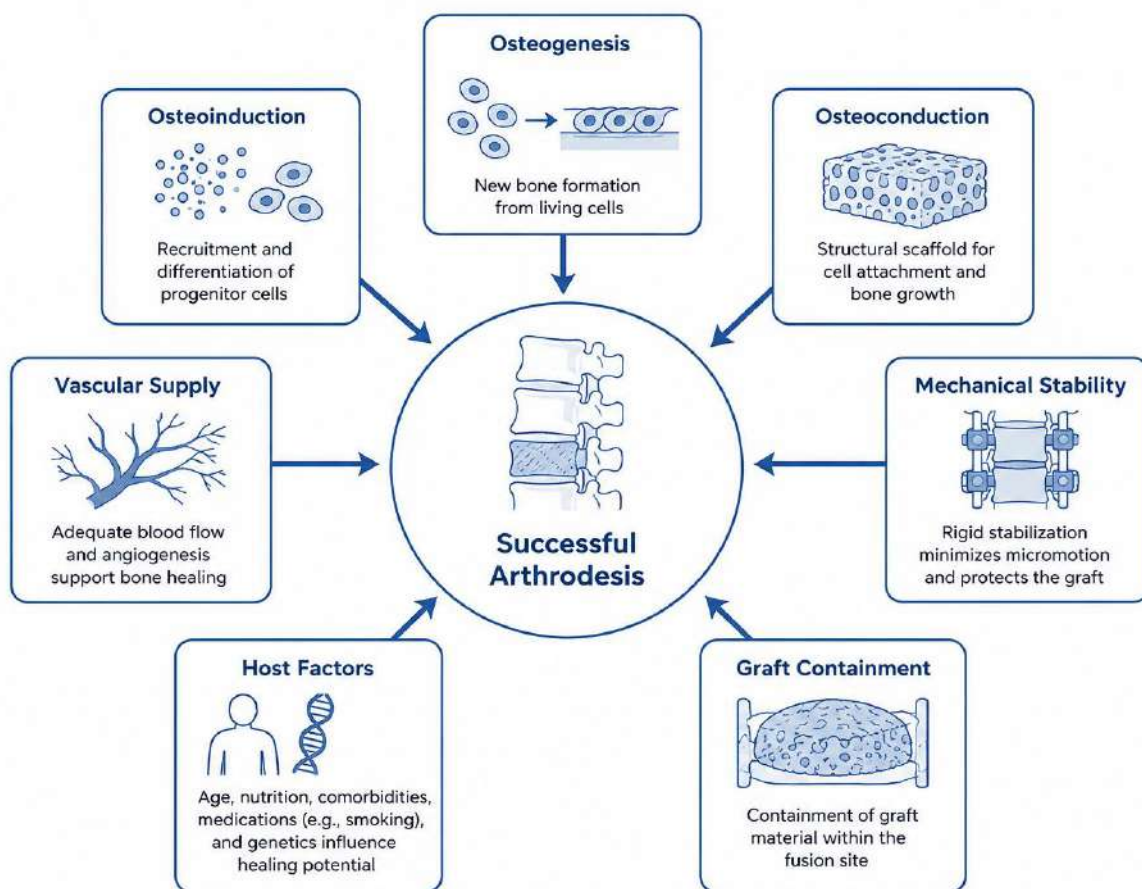 Osteogenesis
New bone formation
from living cells
Osteoinduction
Recruitment and
differentiation of
progenitor cells
Osteoconduction
Structural scaffold for
cell attachment and
bone growth
Vascular Supply
Adequate blood flow
and angiogenesis
support bone healing
Successful
Arthrodesis
Mechanical Stability
Rigid stabilization
minimizes micromotion
and protects the graft
Host Factors
Age, nutrition, comorbidities,
medications (e.g., smoking),
and genetics influence
healing potential
Graft Containment
Containment of graft
material within the
fusion site